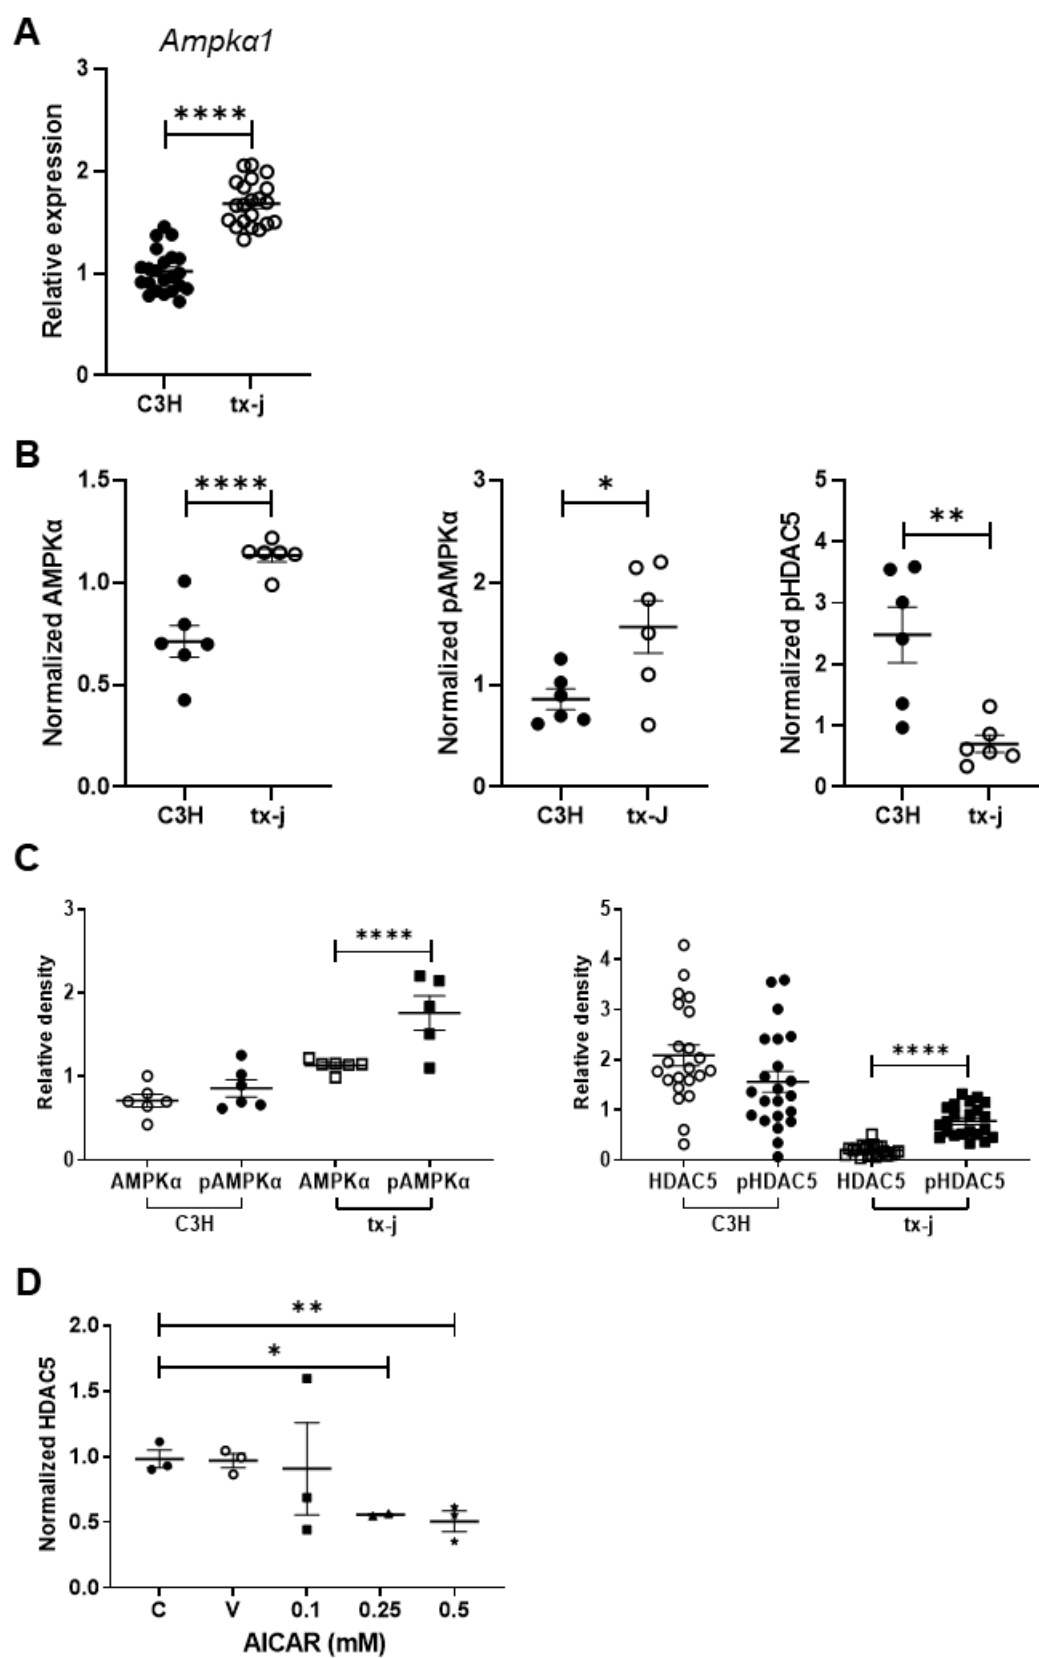 A
Ampkα1
Relative expression
3
2
1
0
****
C3H tx-j
B
Normalized AMPKα
1.5
1.0
0.5
0.0
****
C3H tx-j
Normalized pAMPKα
3
2
1
0
*
C3H tx-J
Normalized pHDAC5
5
4
3
2
1
0
**
C3H tx-j
C
Relative density
3
2
1
0
****
AMPKα pAMPKα AMPKα pAMPKα
C3H tx-j
Relative density
5
4
3
2
1
0
****
HDAC5 pHDAC5 HDAC5 pHDAC5
C3H tx-j
D
Normalized HDAC5
2.0
1.5
1.0
0.5
0.0
**
*
C V 0.1 0.25 0.5
AICAR (mM)